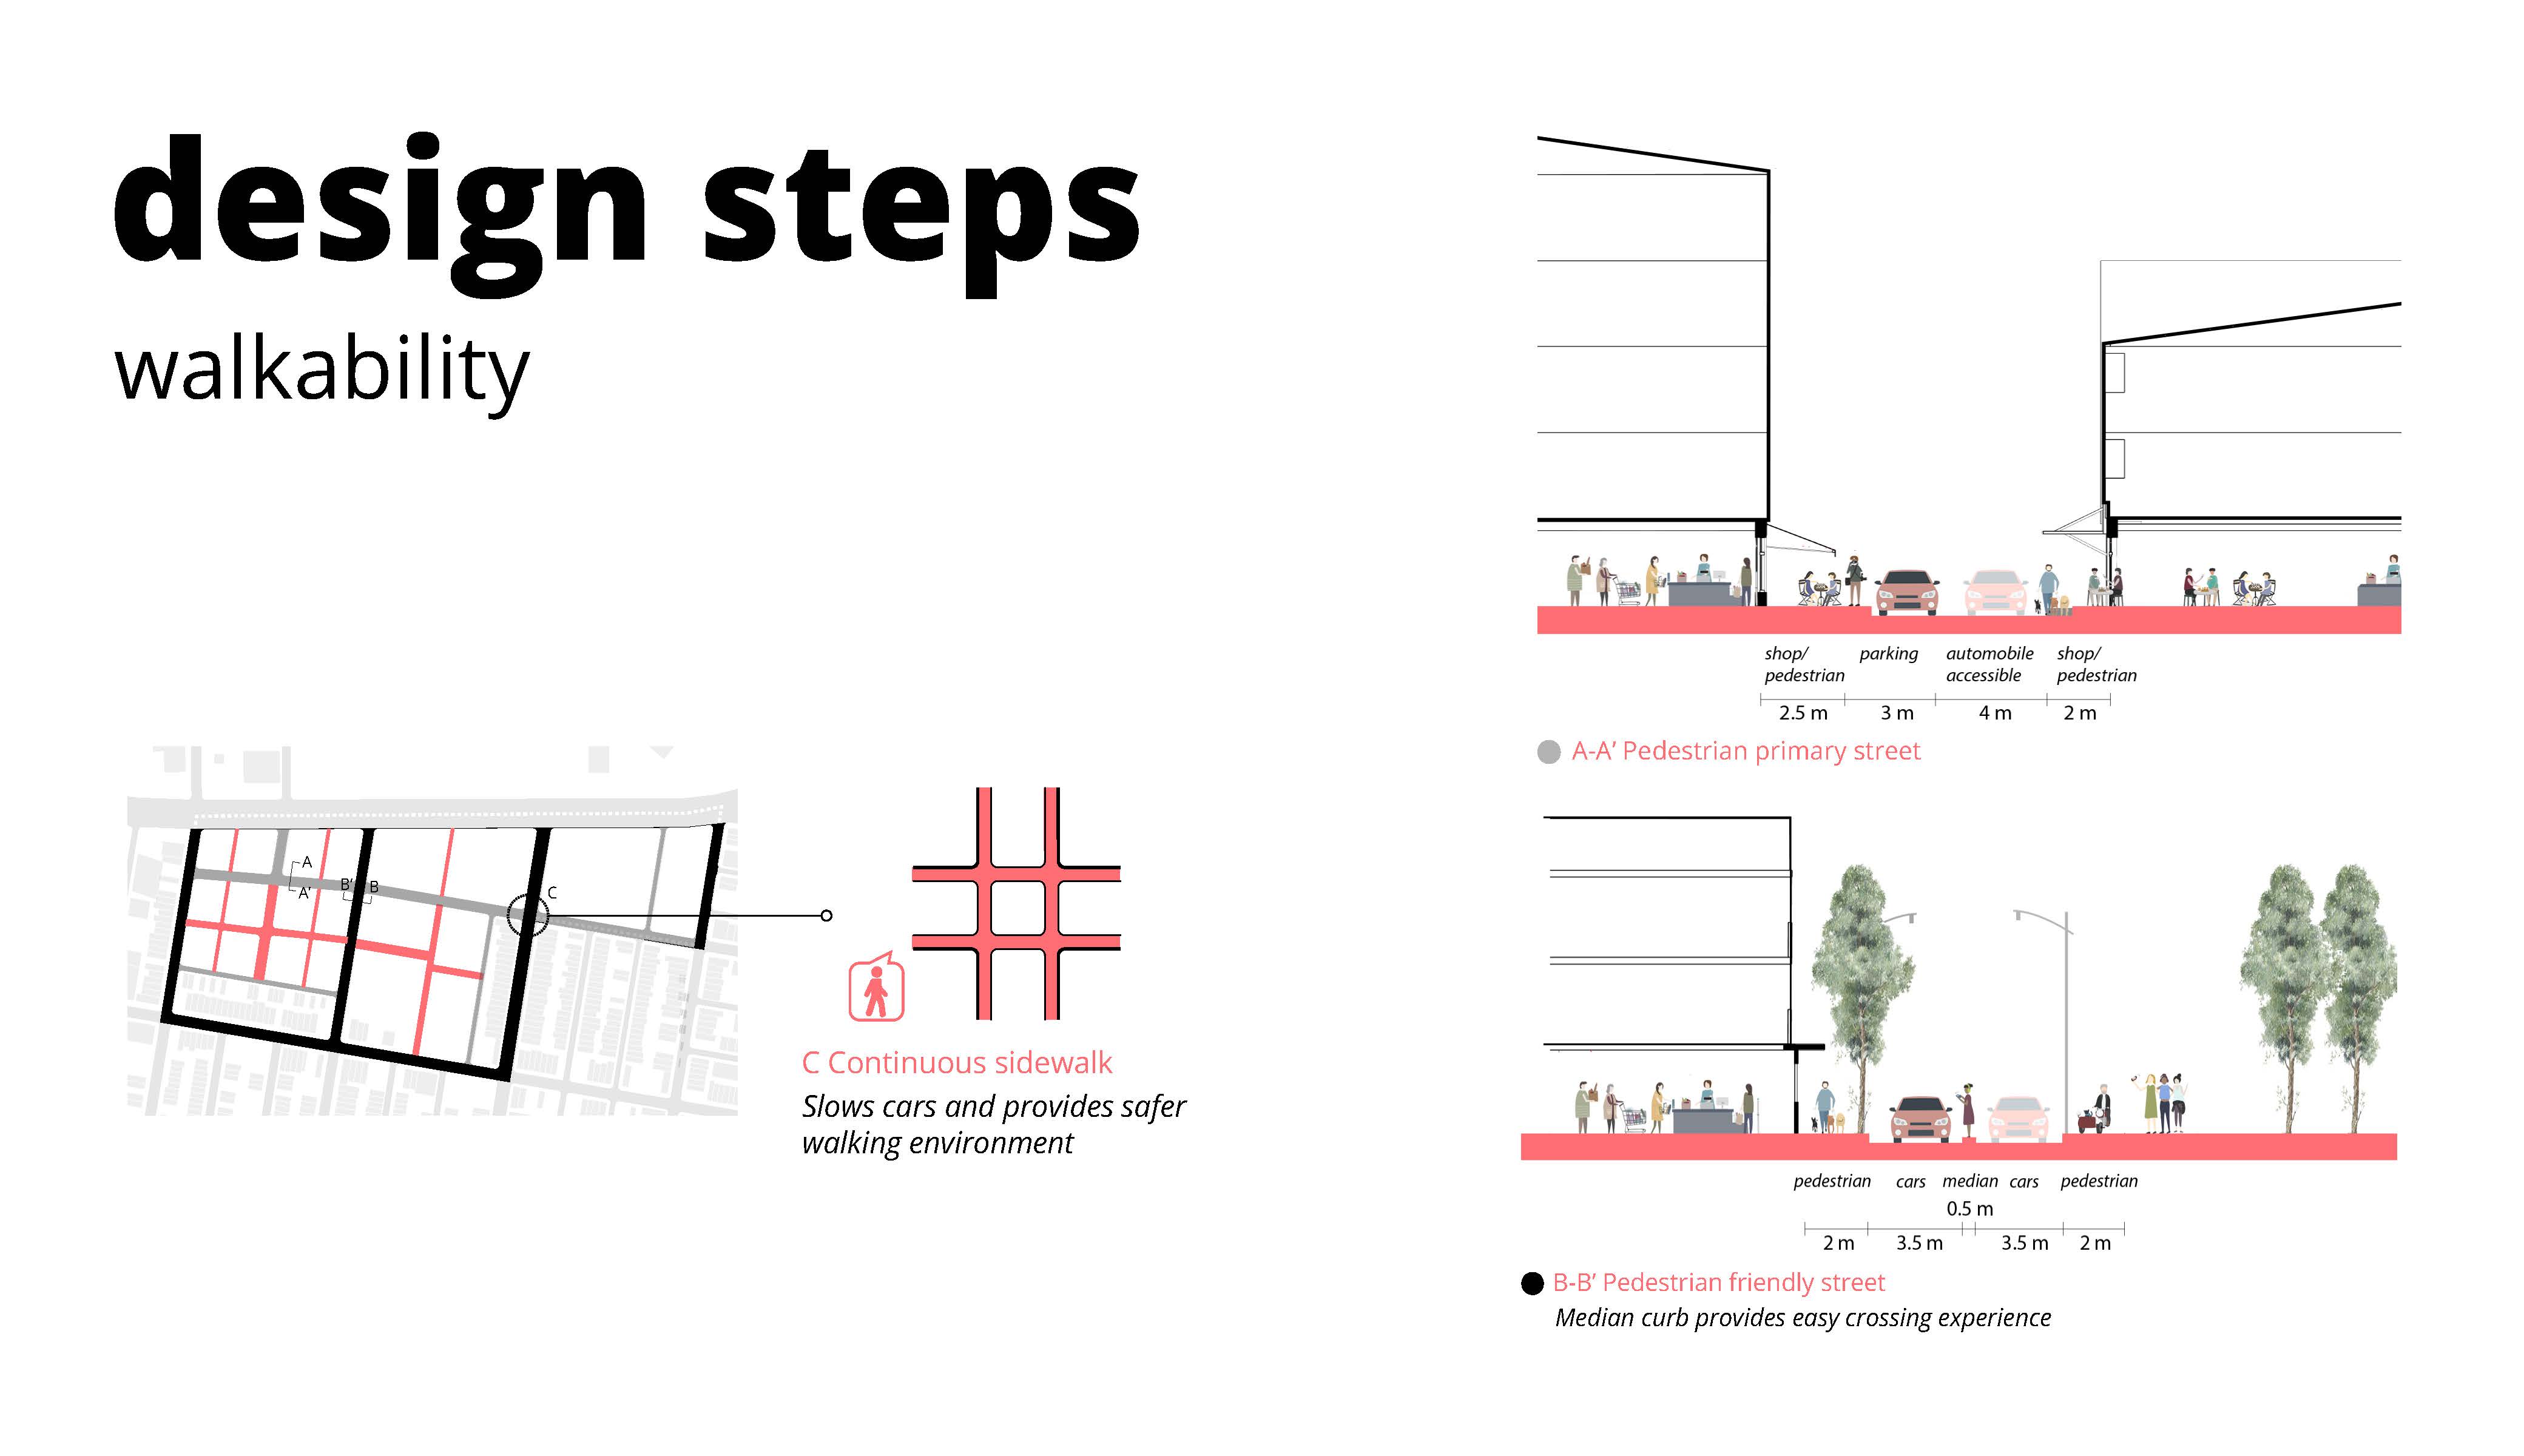 design steps
walkability
A
A’
B’ B
C
C Continuous sidewalk
Slows cars and provides safer
walking environment
shop/ parking automobile shop/
pedestrian accessible pedestrian
2.5 m 3 m 4 m 2 m
A-A’ Pedestrian primary street
pedestrian cars median cars pedestrian
0.5 m
2 m 3.5 m 3.5 m 2 m
B-B’ Pedestrian friendly street
Median curb provides easy crossing experience